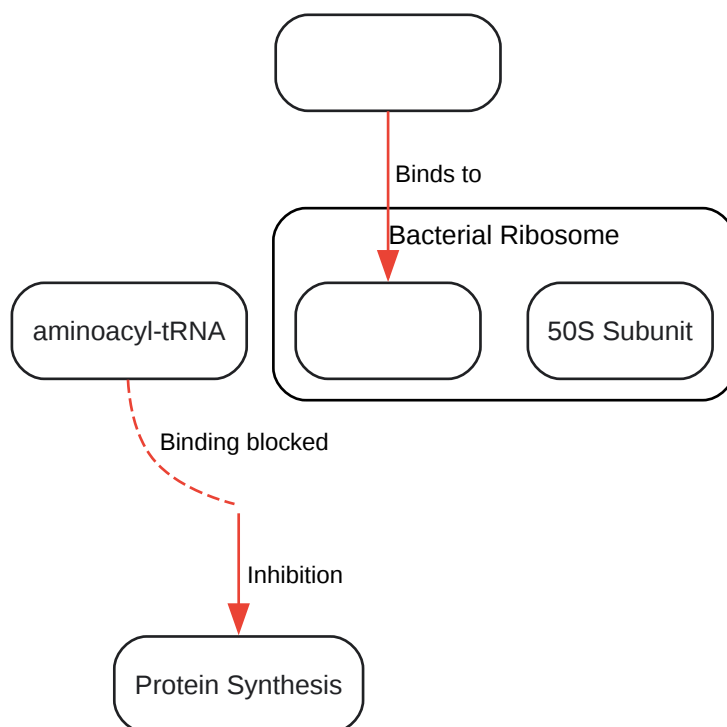 Binds to
Bacterial Ribosome
aminoacyl-tRNA
50S Subunit
Binding blocked
Inhibition
Protein Synthesis